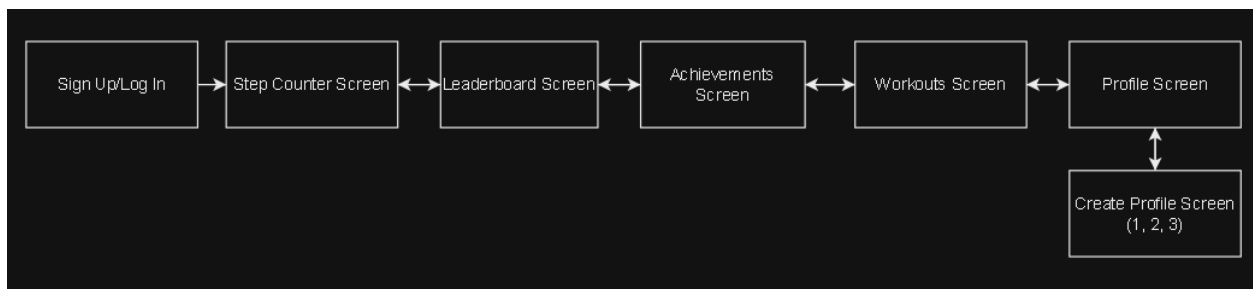 Sign Up/Log In
Step Counter Screen
Leaderboard Screen
Achievements
Screen
Workouts Screen
Profile Screen
Create Profile Screen
(1, 2, 3)